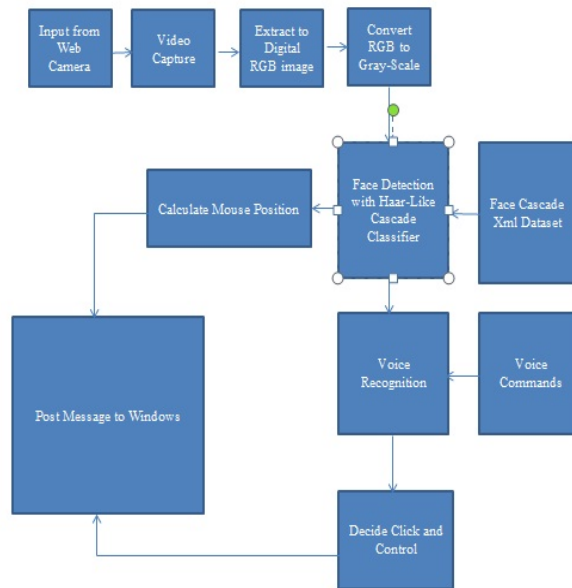 Input from
Web
Camera
Video
Capture
Extract to
Digital
RGB image
Convert
RGB to
Gray-Scale
Calculate Mouse Position
Face Detection
with Haar-Like
Cascade
Classifier
Face Cascade
Xml Dataset
Post Message to Windows
Voice
Recognition
Voice
Commands
Decide Click and
Control